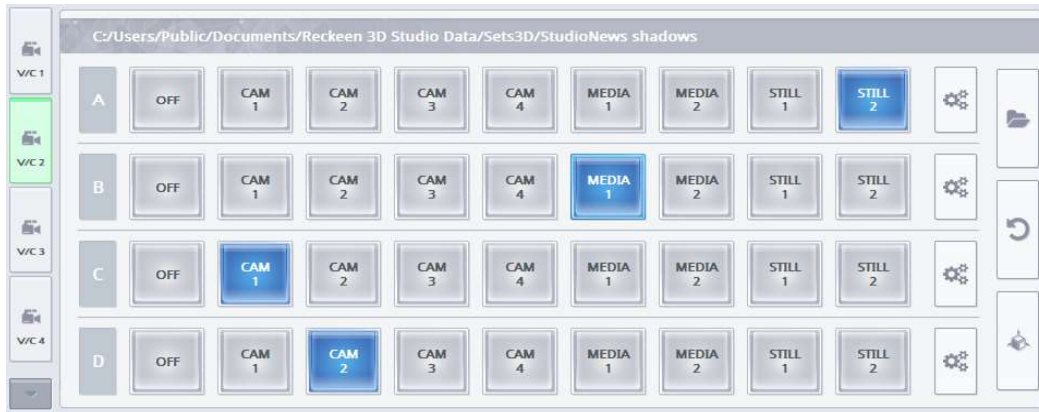 C:/Users/Public/Documents/Reckeen 3D Studio Data/Sets3D/StudioNews shadows
V/C 1
V/C 2
V/C 3
V/C 4
A OFF CAM 1 CAM 2 CAM 3 CAM 4 MEDIA 1 MEDIA 2 STILL 1 STILL 2
B OFF CAM 1 CAM 2 CAM 3 CAM 4 MEDIA 1 MEDIA 2 STILL 1 STILL 2
C OFF CAM 1 CAM 2 CAM 3 CAM 4 MEDIA 1 MEDIA 2 STILL 1 STILL 2
D OFF CAM 1 CAM 2 CAM 3 CAM 4 MEDIA 1 MEDIA 2 STILL 1 STILL 2